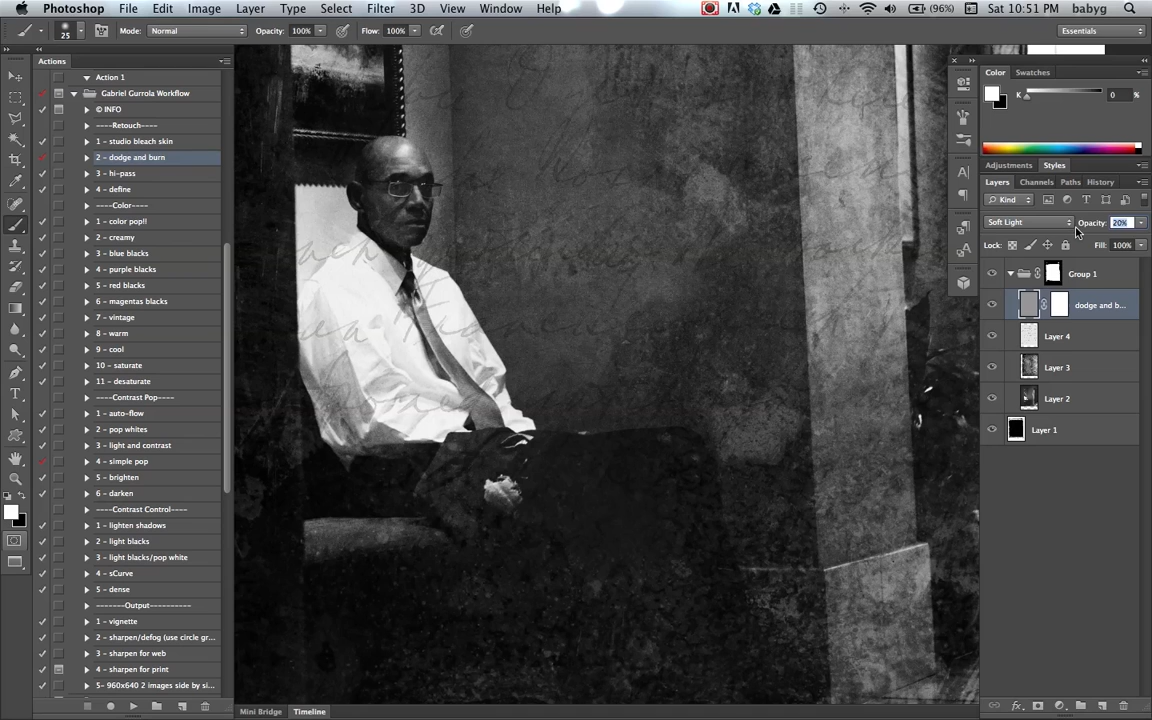 Photoshop File Edit Image Layer Type Select Filter 3D View Window Help (96%) Sat 10:51 PM babyg
25 Mode: Normal Opacity: 100% Flow: 100% Essentials
Actions
Action 1
Gabriel Gurrola Workflow
© INFO
----Retouch----
1 - studio bleach skin
2 - dodge and burn
3 - hi-pass
4 - define
----Color----
1 - color pop!!
2 - creamy
3 - blue blacks
4 - purple blacks
5 - red blacks
6 - magentas blacks
7 - vintage
8 - warm
9 - cool
10 - saturate
11 - desaturate
----Contrast Pop----
1 - auto-flow
2 - pop whites
3 - light and contrast
4 - simple pop
5 - brighten
6 - darken
----Contrast Control----
1 - lighten shadows
2 - light blacks
3 - light blacks/pop white
4 - sCurve
5 - dense
-------Output----------
1 - vignette
2 - sharpen/defog (use circle gr...
3 - sharpen for web
4 - sharpen for print
5- 960x640 2 images side by si...
Mini Bridge Timeline
Color Swatches
K 0 %
Adjustments Styles
Layers Channels Paths History
Kind
Soft Light Opacity: 20%
Lock: Fill: 100%
Group 1
dodge and b...
Layer 4
Layer 3
Layer 2
Layer 1